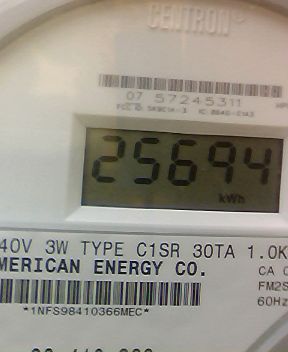 CENTRON
07 57245311
25694
kWh
40V 3W TYPE C1SR 30TA 1.0K
MERICAN ENERGY CO.
CA
FM2S
60Hz
*1NFS98410366MEC*